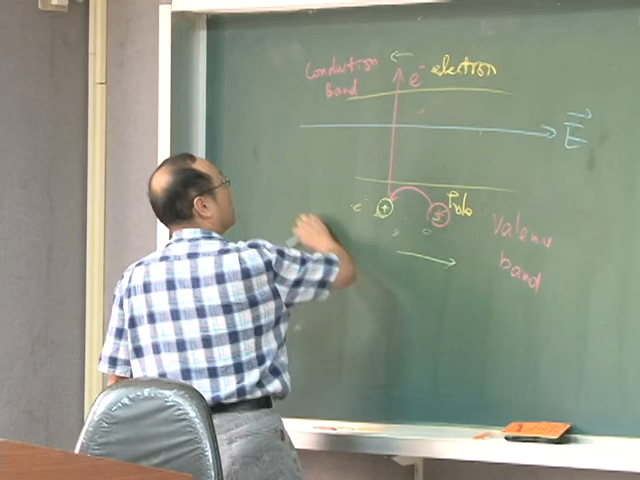 Conduction
Band
e⁻ electron
E
e⁻
+
hole
Valence
band